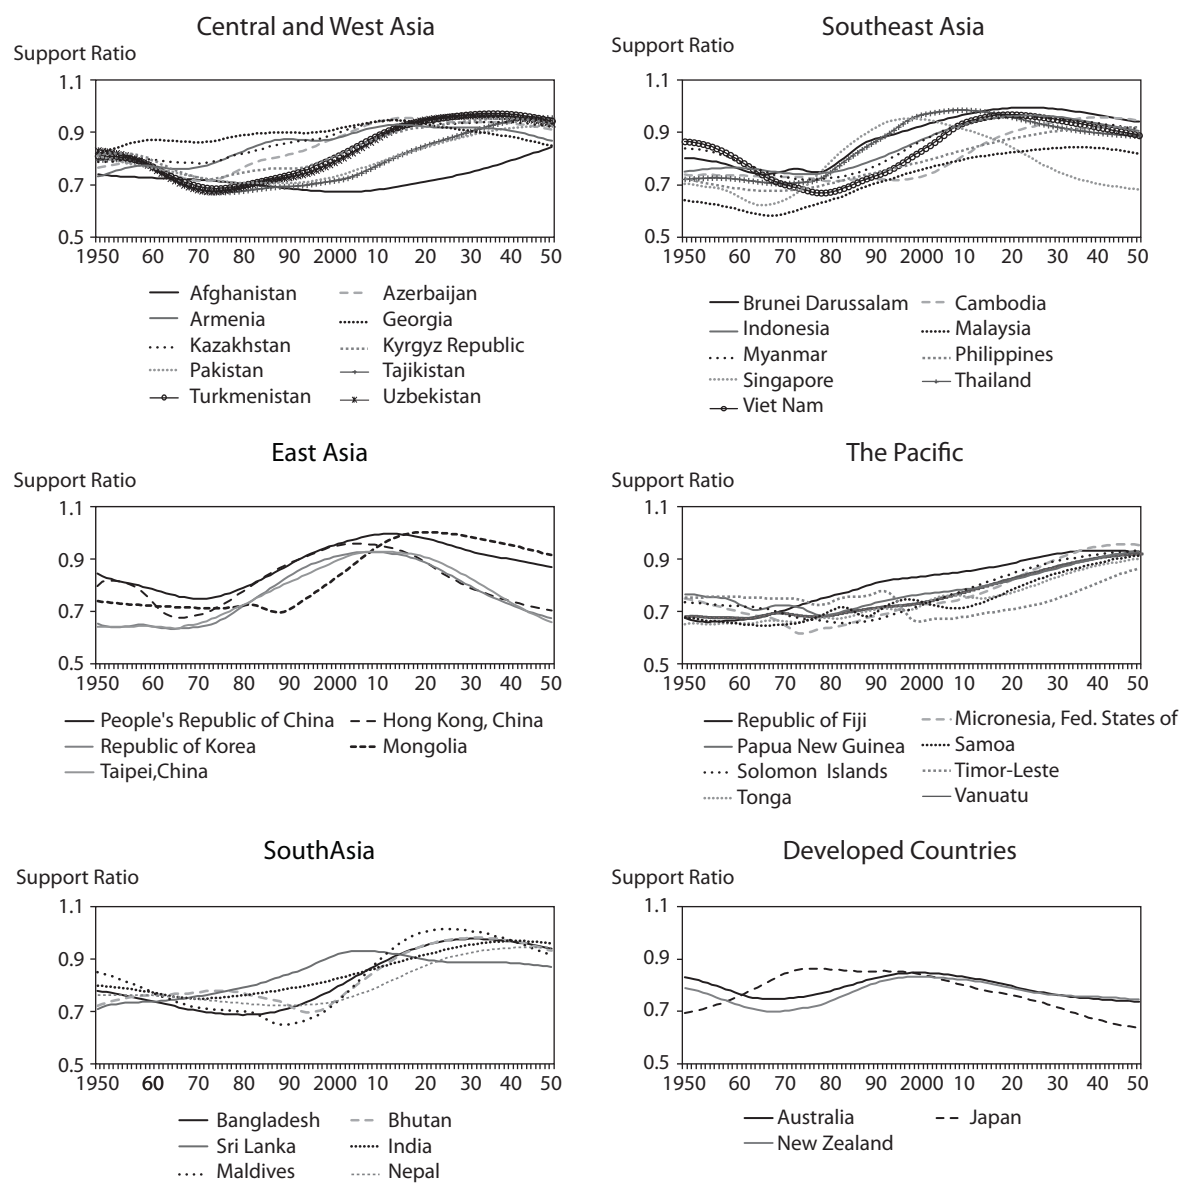 Central and West Asia
Support Ratio
1.1
0.9
0.7
0.5
1950 60 70 80 90 2000 10 20 30 40 50
Afghanistan Azerbaijan
Armenia Georgia
Kazakhstan Kyrgyz Republic
Pakistan Tajikistan
Turkmenistan Uzbekistan
Southeast Asia
Support Ratio
1.1
0.9
0.7
0.5
1950 60 70 80 90 2000 10 20 30 40 50
Brunei Darussalam Cambodia
Indonesia Malaysia
Myanmar Philippines
Singapore Thailand
Viet Nam
East Asia
Support Ratio
1.1
0.9
0.7
0.5
1950 60 70 80 90 2000 10 20 30 40 50
People's Republic of China Hong Kong, China
Republic of Korea Mongolia
Taipei,China
The Pacific
Support Ratio
1.1
0.9
0.7
0.5
1950 60 70 80 90 2000 10 20 30 40 50
Republic of Fiji Micronesia, Fed. States of
Papua New Guinea Samoa
Solomon Islands Timor-Leste
Tonga Vanuatu
SouthAsia
Support Ratio
1.1
0.9
0.7
0.5
1950 60 70 80 90 2000 10 20 30 40 50
Bangladesh Bhutan
Sri Lanka India
Maldives Nepal
Developed Countries
Support Ratio
1.1
0.9
0.7
0.5
1950 60 70 80 90 2000 10 20 30 40 50
Australia Japan
New Zealand